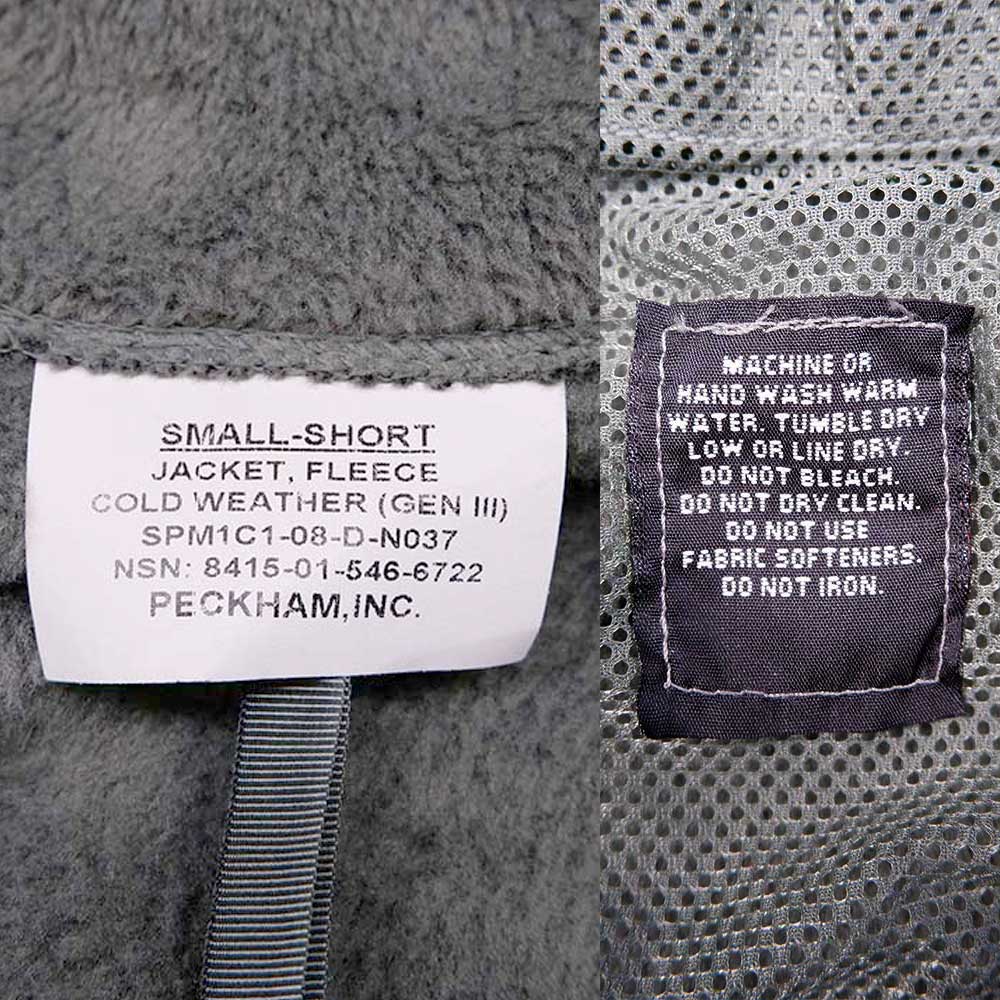 SMALL-SHORT
JACKET, FLEECE
COLD WEATHER (GEN III)
SPM1C1-08-D-N037
NSN: 8415-01-546-6722
PECKHAM,INC.
MACHINE OR
HAND WASH WARM
WATER. TUMBLE DRY
LOW OR LINE DRY.
DO NOT BLEACH.
DO NOT DRY CLEAN.
DO NOT USE
FABRIC SOFTENERS.
DO NOT IRON.